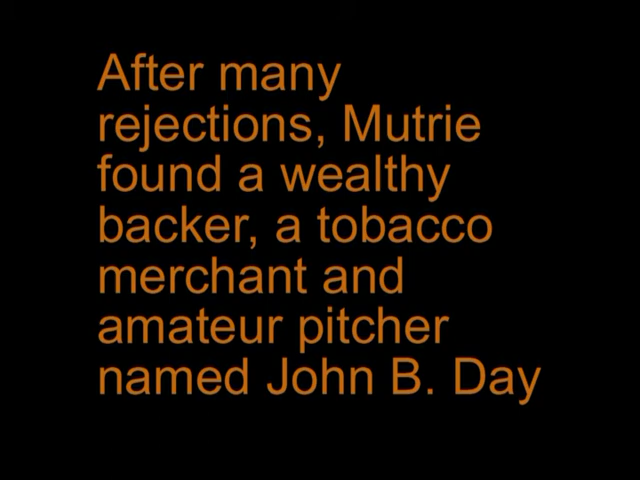 After many
rejections, Mutrie
found a wealthy
backer, a tobacco
merchant and
amateur pitcher
named John B. Day